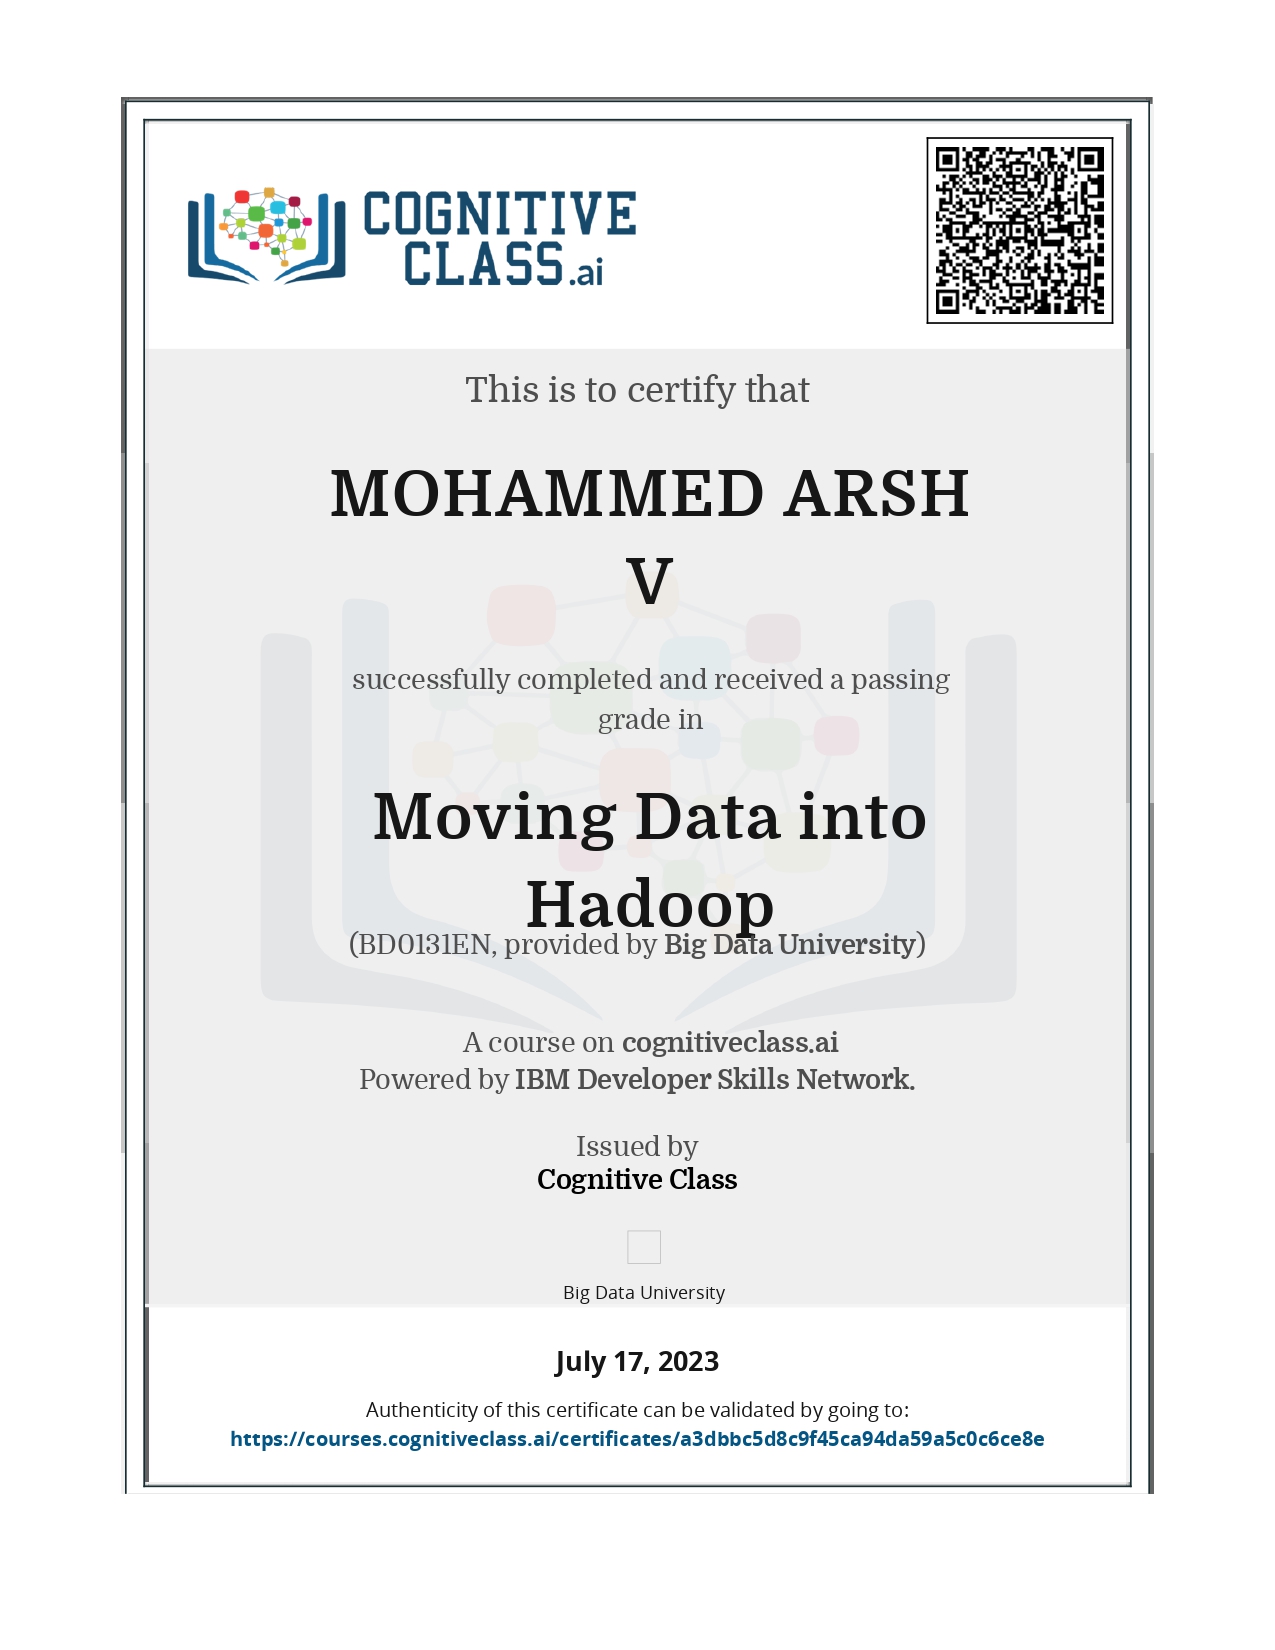 COGNITIVE
CLASS.ai
This is to certify that
MOHAMMED ARSH
V
successfully completed and received a passing
grade in
Moving Data into
Hadoop
(BD0131EN, provided by Big Data University)
A course on cognitiveclass.ai
Powered by IBM Developer Skills Network.
Issued by
Cognitive Class
Big Data University
July 17, 2023
Authenticity of this certificate can be validated by going to:
https://courses.cognitiveclass.ai/certificates/a3dbbc5d8c9f45ca94da59a5c0c6ce8e